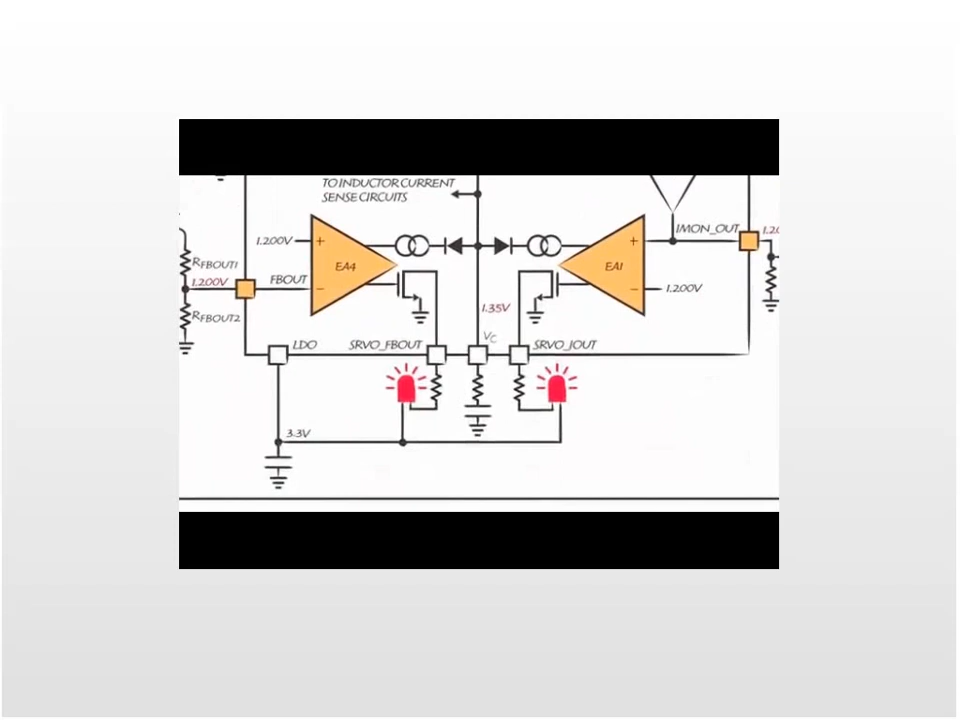 TO INDUCTOR CURRENT
SENSE CIRCUITS
IMON_OUT
1.200V
+
EA4
−
+
EA1
−
RFBOUT1
1.200V
FBOUT
1.200V
RFBOUT2
1.35V
VC
LDO
SRVO_FBOUT
SRVO_IOUT
3.3V